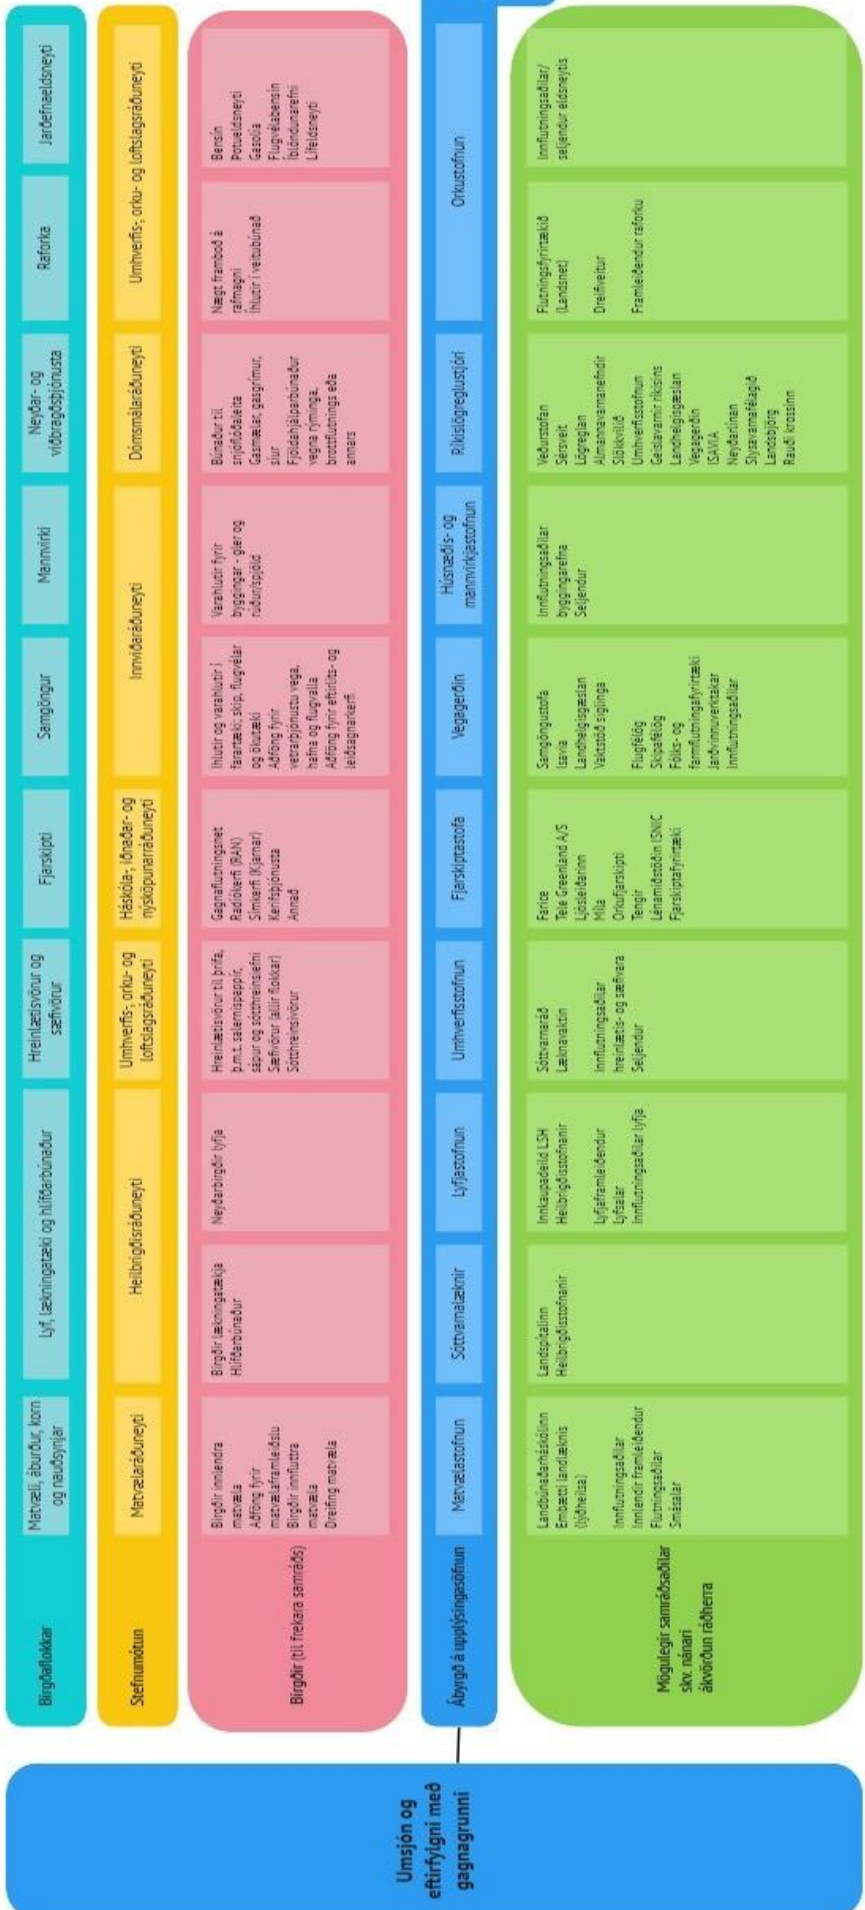 Umsjón og
eftirfylgni með
gagnagrunni
Birgðaflokkar
Matvæli, áburður, korn
og nauðsynjar
Lyf, lækningatæki og hlífðarbúnaður
Hreinlætisvörur og
sæfivörur
Fjarskipti
Samgöngur
Mannvirki
Neyðar- og
viðbragðsþjónusta
Raforka
Jarðefnaeldsneyti
Stefnumótun
Matvælaráðuneyti
Heilbrigðisráðuneyti
Umhverfis-, orku- og
loftslagsráðuneyti
Háskóla-, iðnaðar- og
nýsköpunarráðuneyti
Innviðaráðuneyti
Dómsmálaráðuneyti
Umhverfis-, orku- og loftslagsráðuneyti
Birgðir (til frekara samráðs)
Birgðir innlendra
matvæla
Aðföng fyrir
matvælaframleiðslu
Birgðir innfluttra
matvæla
Dreifing matvæla
Birgðir lækningatækja
Hlífðarbúnaður
Neyðarbirgðir lyfja
Hreinlætisvörur til þrifa,
þ.m.t. salernispappír,
sápur og sótthreinsiefni
Sæfivörur (allir flokkar)
Sótthreinsivörur
Gagnaflutningsnet
Radíókerfi (RAN)
Símkerfi (Kjarnar)
Kerfisþjónusta
Annað
Íhlutir og varahlutir í
farartæki; skip, flugvélar
og ökutæki
Aðföng fyrir
vetrarþjónustu vega,
hafna og flugvalla
Aðföng fyrir eftirlits- og
leiðsagnarkerfi
Varahlutir fyrir
byggingar - gler og
rúður/spjöld
Búnaður til
snjóflóðaleita
Gasmælar, gasgrímur,
síur
Fjöldahjálparbúnaður
vegna rýminga,
brottflutnings eða
annars
Nægt framboð á
rafmagni
Íhlutir í veitubúnað
Bensín
Potueldsneyti
Gasolía
Flugvélabensín
Íblöndunarefni
Lífeldsneyti
Ábyrgð á upplýsingasöfnun
Matvælastofnun
Sóttvarnalæknir
Lyfjastofnun
Umhverfisstofnun
Fjarskiptastofa
Vegagerðin
Húsnæðis- og
mannvirkjastofnun
Ríkislögreglustjóri
Orkustofnun
Mögulegir samráðsaðilar
skv. nánari
ákvörðun ráðherra
Landbúnaðarháskólinn
Embætti landlæknis
(lýðheilsa)
Innflutningsaðilar
Innlendir framleiðendur
Flutningsaðilar
Smásalar
Landspítalinn
Heilbrigðisstofnanir
Innkaupadeild LSH
Heilbrigðisstofnanir
Lyfjaframleiðendur
Lyfsalar
Innflutningsaðilar lyfja
Sóttvarnaráð
Læknavaktin
Innflutningsaðilar
hreinlætis- og sæfivara
Seljendur
Farice
Tele Greenland A/S
Ljósleiðarinn
Míla
Orkufjarskipti
Tengir
Lénamiðstöðin ISNIC
Fjarskiptafyrirtæki
Samgöngustofa
Isavia
Landhelgisgæslan
Vaktstöð siglinga
Flugfélög
Skipafélög
Fólks- og
farmflutningafyrirtæki
Jarðvinnuverktakar
Innflutningsaðilar
Innflutningsaðilar
byggingarefna
Seljendur
Veðurstofan
Sérsveit
Lögreglan
Almannavarnanefndir
Slökkvilið
Umhverfisstofnun
Geislavarnir ríkisins
Landhelgisgæslan
Vegagerðin
ISAVIA
Neyðarlínan
Slysavarnafélagið
Landsbjörg
Rauði krossinn
Flutningsfyrirtækið
(Landsnet)
Dreifiveitur
Framleiðendur raforku
Innflutningsaðilar/
seljendur eldsneytis